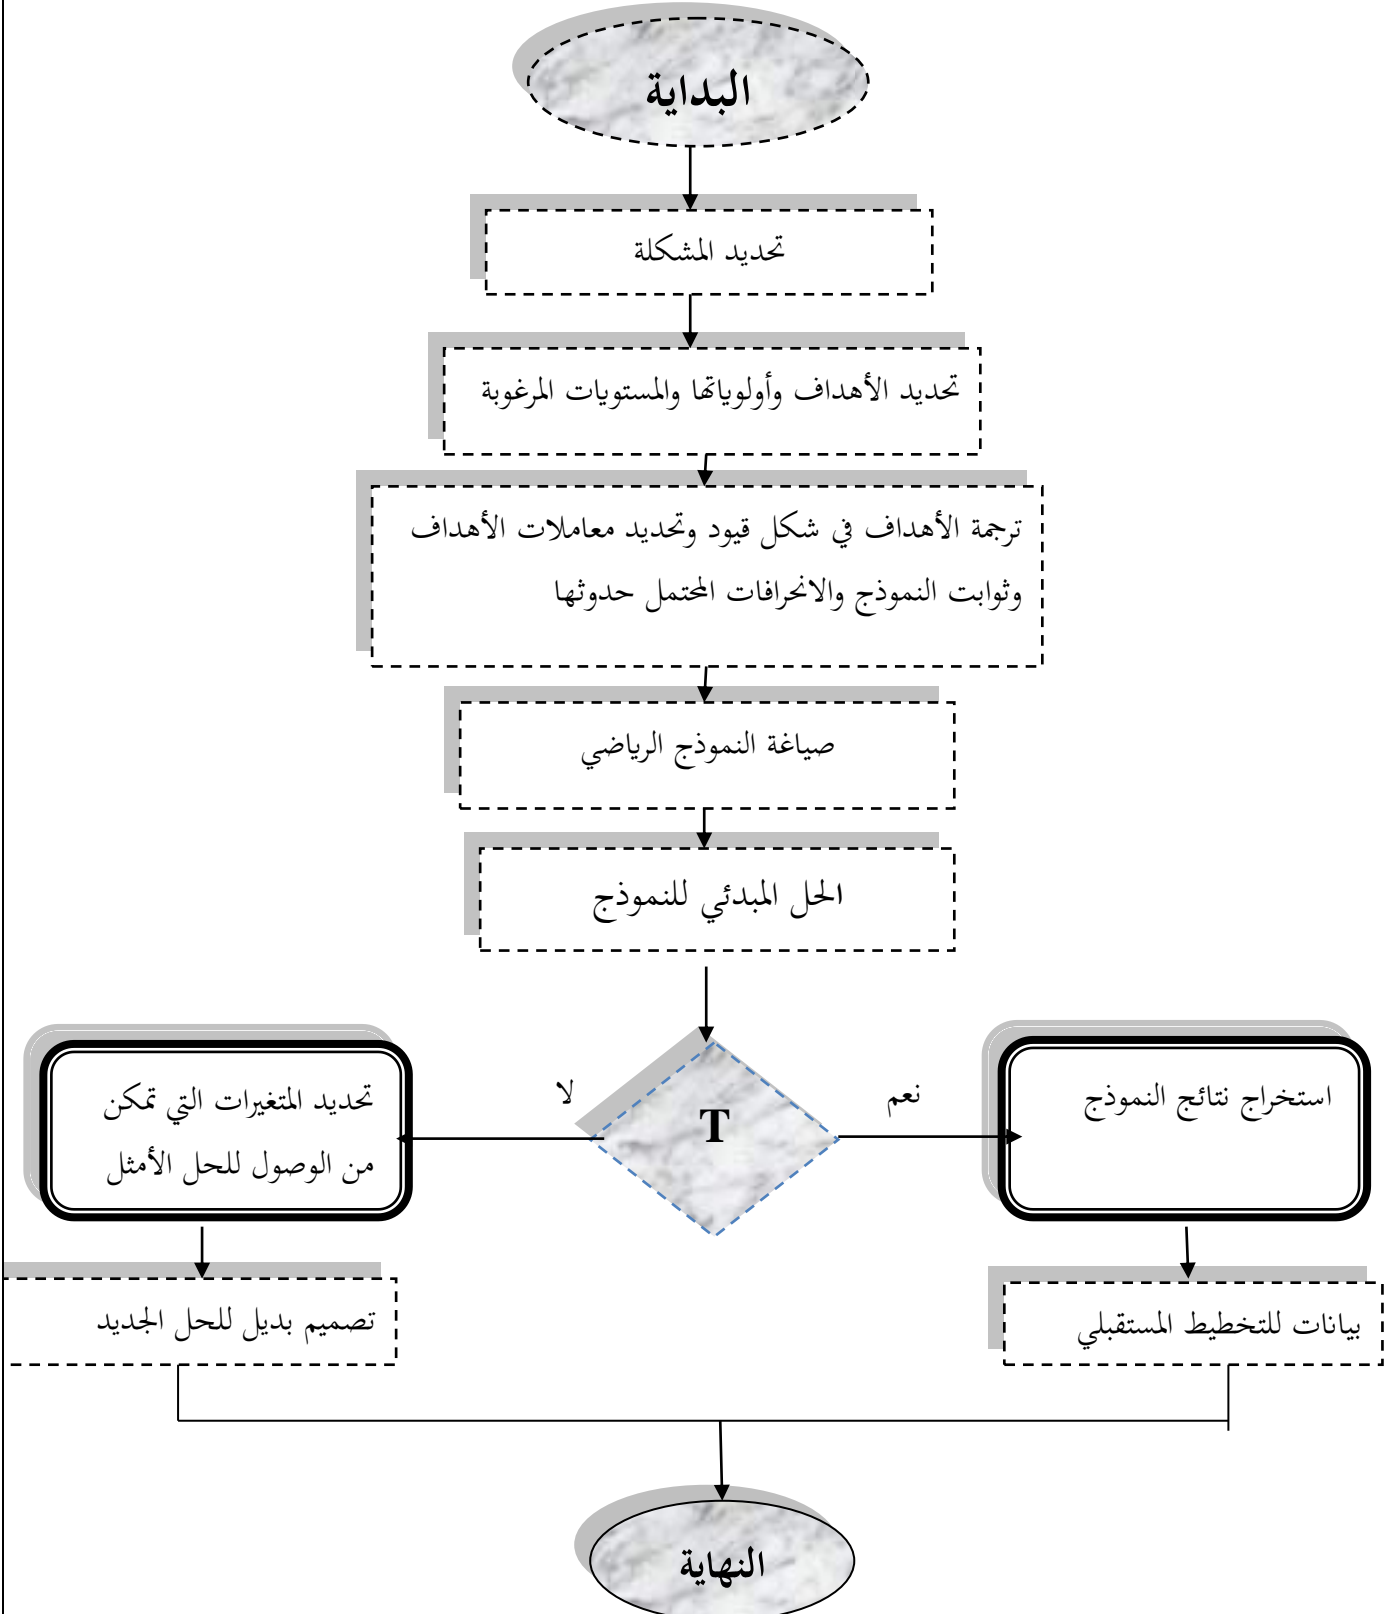 البداية
تحديد المشكلة
تحديد الأهداف وأولوياتها والمستويات المرغوبة
ترجمة الأهداف في شكل قيود وتحديد معاملات الأهداف
وثوابت النموذج والانحرافات المحتمل حدوثها
صياغة النموذج الرياضي
الحل المبدئي للنموذج
T
نعم
لا
استخراج نتائج النموذج
تحديد المتغيرات التي تمكن
من الوصول للحل الأمثل
بيانات للتخطيط المستقبلي
تصميم بديل للحل الجديد
النهاية